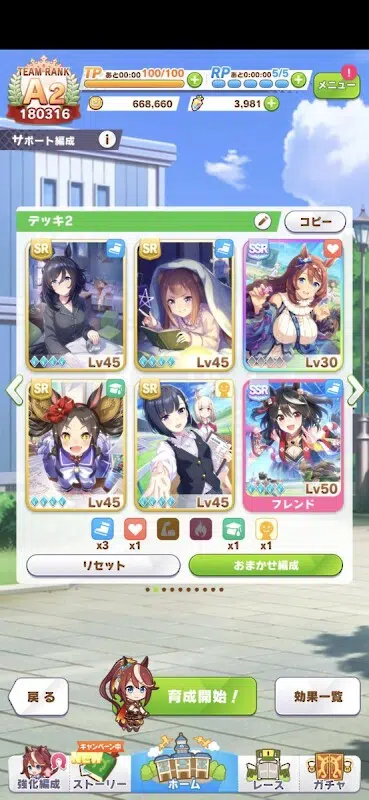 TEAM RANK
A2
180316
TP あと00:00 100/100
RP あと0:00:00 5/5
メニュー
668,660
3,981
サポート編成
デッキ2
コピー
SR
SR
SSR
Lv45
Lv45
Lv30
SR
SR
SSR
Lv45
Lv45
Lv50
フレンド
x3
x1
x1
x1
リセット
おまかせ編成
戻る
育成開始！
効果一覧
キャンペーン中
NEW
強化編成
ストーリー
ホーム
レース
ガチャ